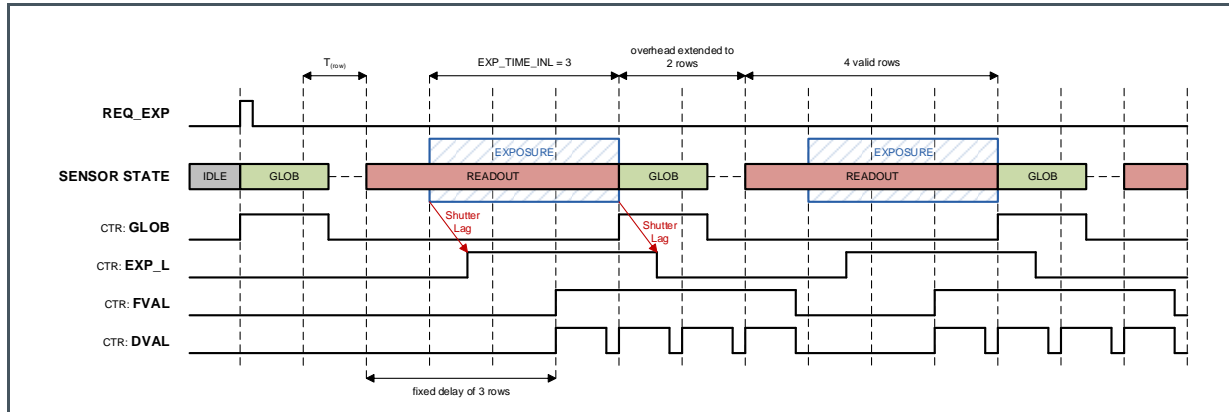 overhead extended to
T(row) EXP_TIME_INL = 3 2 rows 4 valid rows
REQ_EXP
EXPOSURE EXPOSURE
SENSOR STATE IDLE GLOB READOUT GLOB READOUT GLOB
Shutter Shutter
CTR: GLOB Lag Lag
CTR: EXP_L
CTR: FVAL
CTR: DVAL
fixed delay of 3 rows